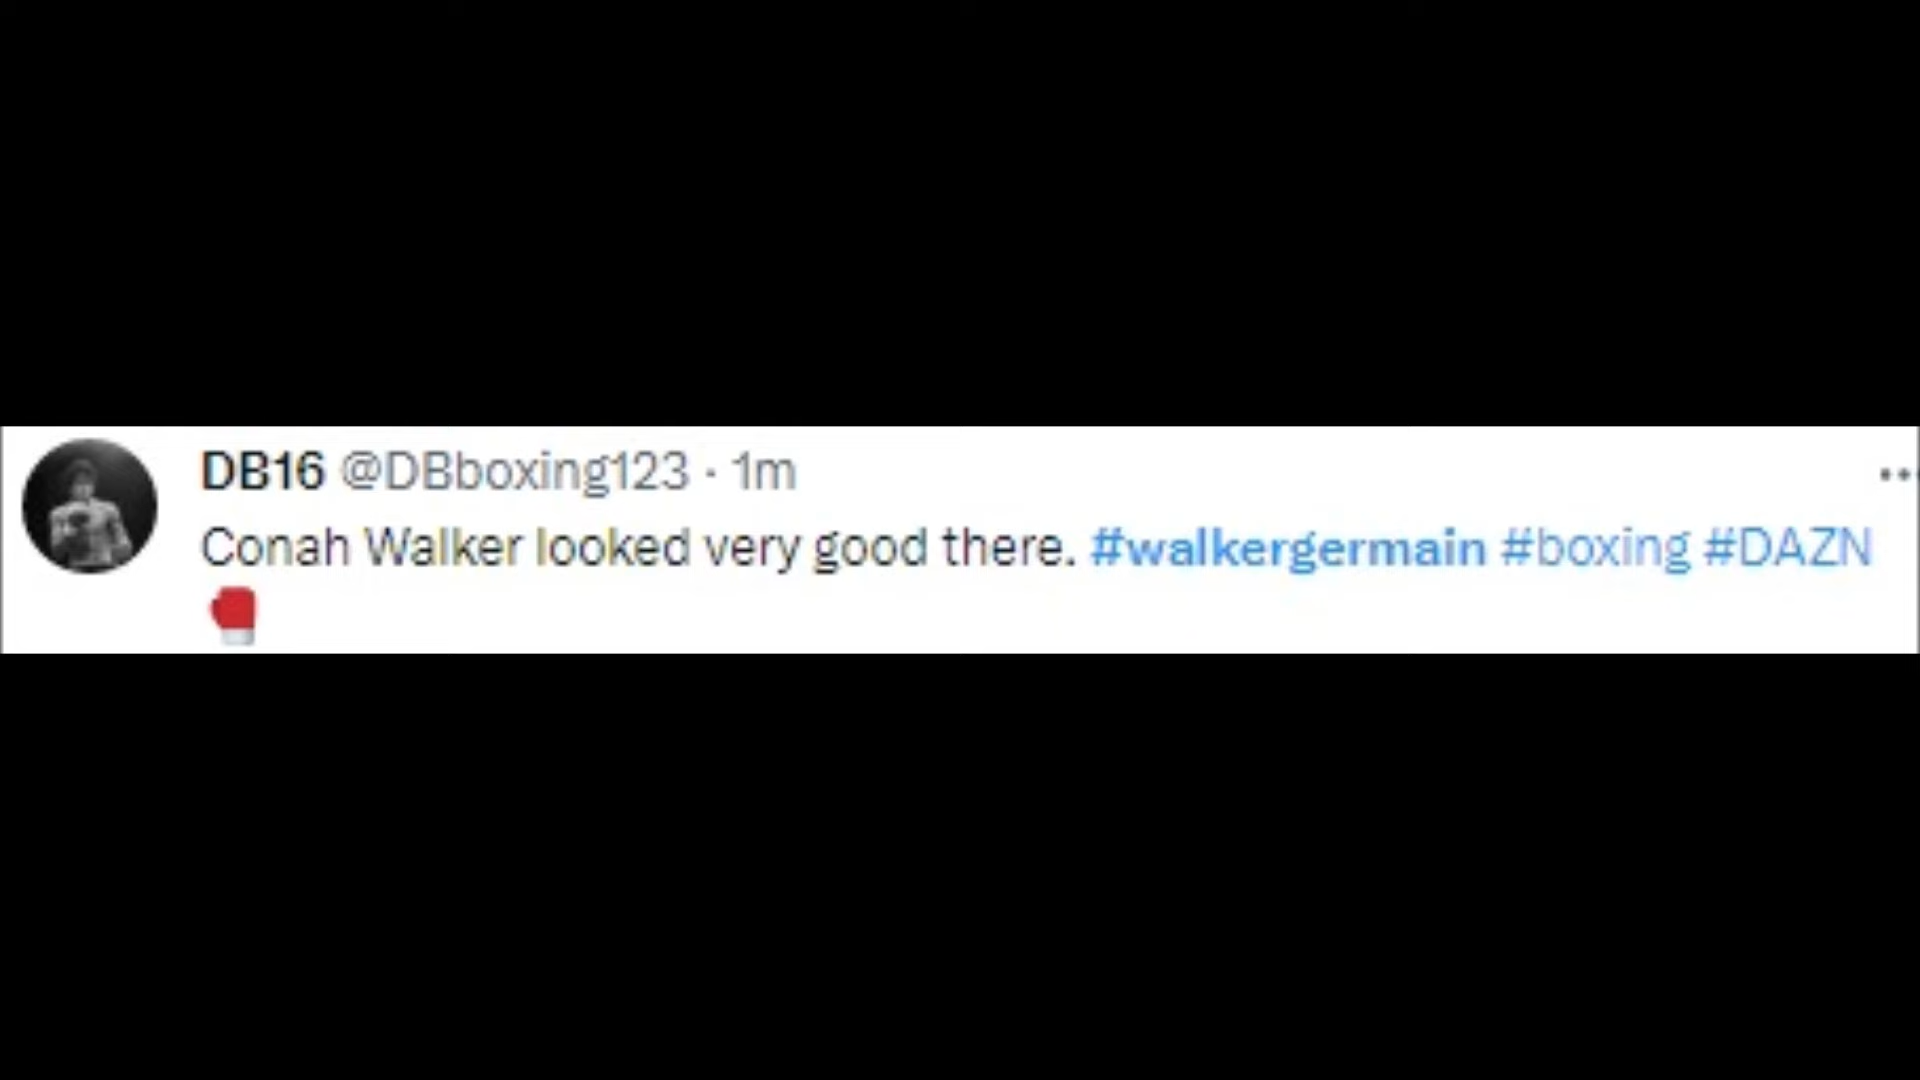 DB16 @DBboxing123 · 1m
Conah Walker looked very good there. #walkergermain #boxing #DAZN
🥊